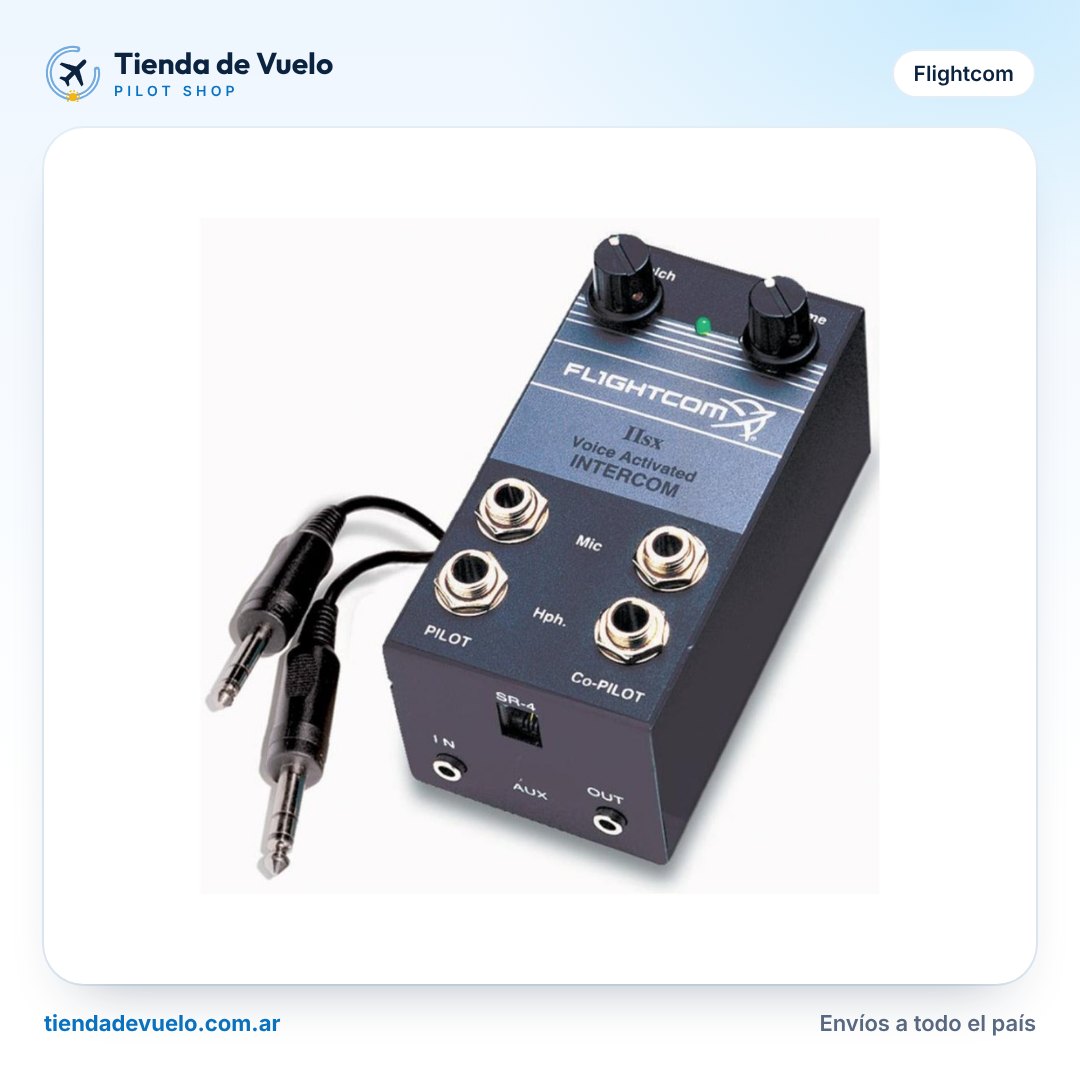 Tienda de Vuelo
PILOT SHOP
Flightcom
FL1GHTCOM
IIsx
Voice Activated
INTERCOM
Mic
Hph.
PILOT
Co-PILOT
SR-4
IN
AUX
OUT
tiendadevuelo.com.ar
Envíos a todo el país